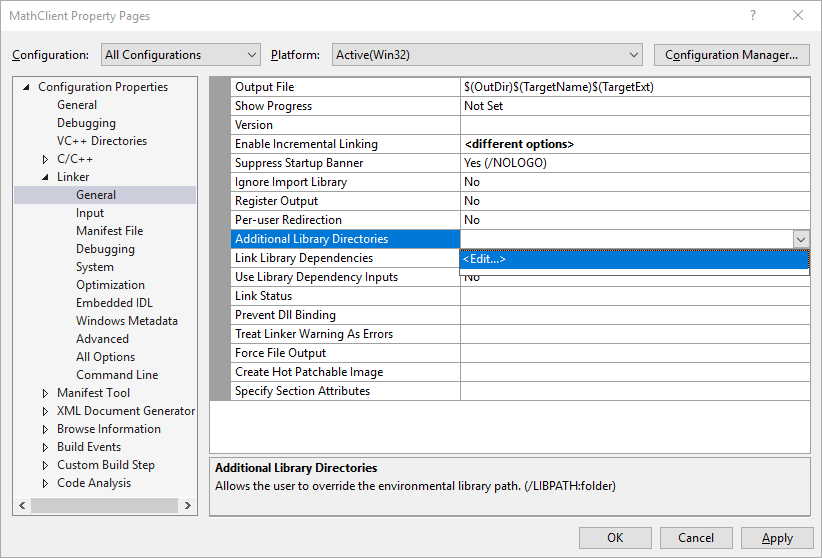 MathClient Property Pages
Configuration: All Configurations Platform: Active(Win32) Configuration Manager...
Configuration Properties
General
Debugging
VC++ Directories
C/C++
Linker
General
Input
Manifest File
Debugging
System
Optimization
Embedded IDL
Windows Metadata
Advanced
All Options
Command Line
Manifest Tool
XML Document Generator
Browse Information
Build Events
Custom Build Step
Code Analysis
Output File $(OutDir)$(TargetName)$(TargetExt)
Show Progress Not Set
Version
Enable Incremental Linking <different options>
Suppress Startup Banner Yes (/NOLOGO)
Ignore Import Library No
Register Output No
Per-user Redirection No
Additional Library Directories
Link Library Dependencies <Edit...>
Use Library Dependency Inputs No
Link Status
Prevent Dll Binding
Treat Linker Warning As Errors
Force File Output
Create Hot Patchable Image
Specify Section Attributes
Additional Library Directories
Allows the user to override the environmental library path. (/LIBPATH:folder)
OK Cancel Apply